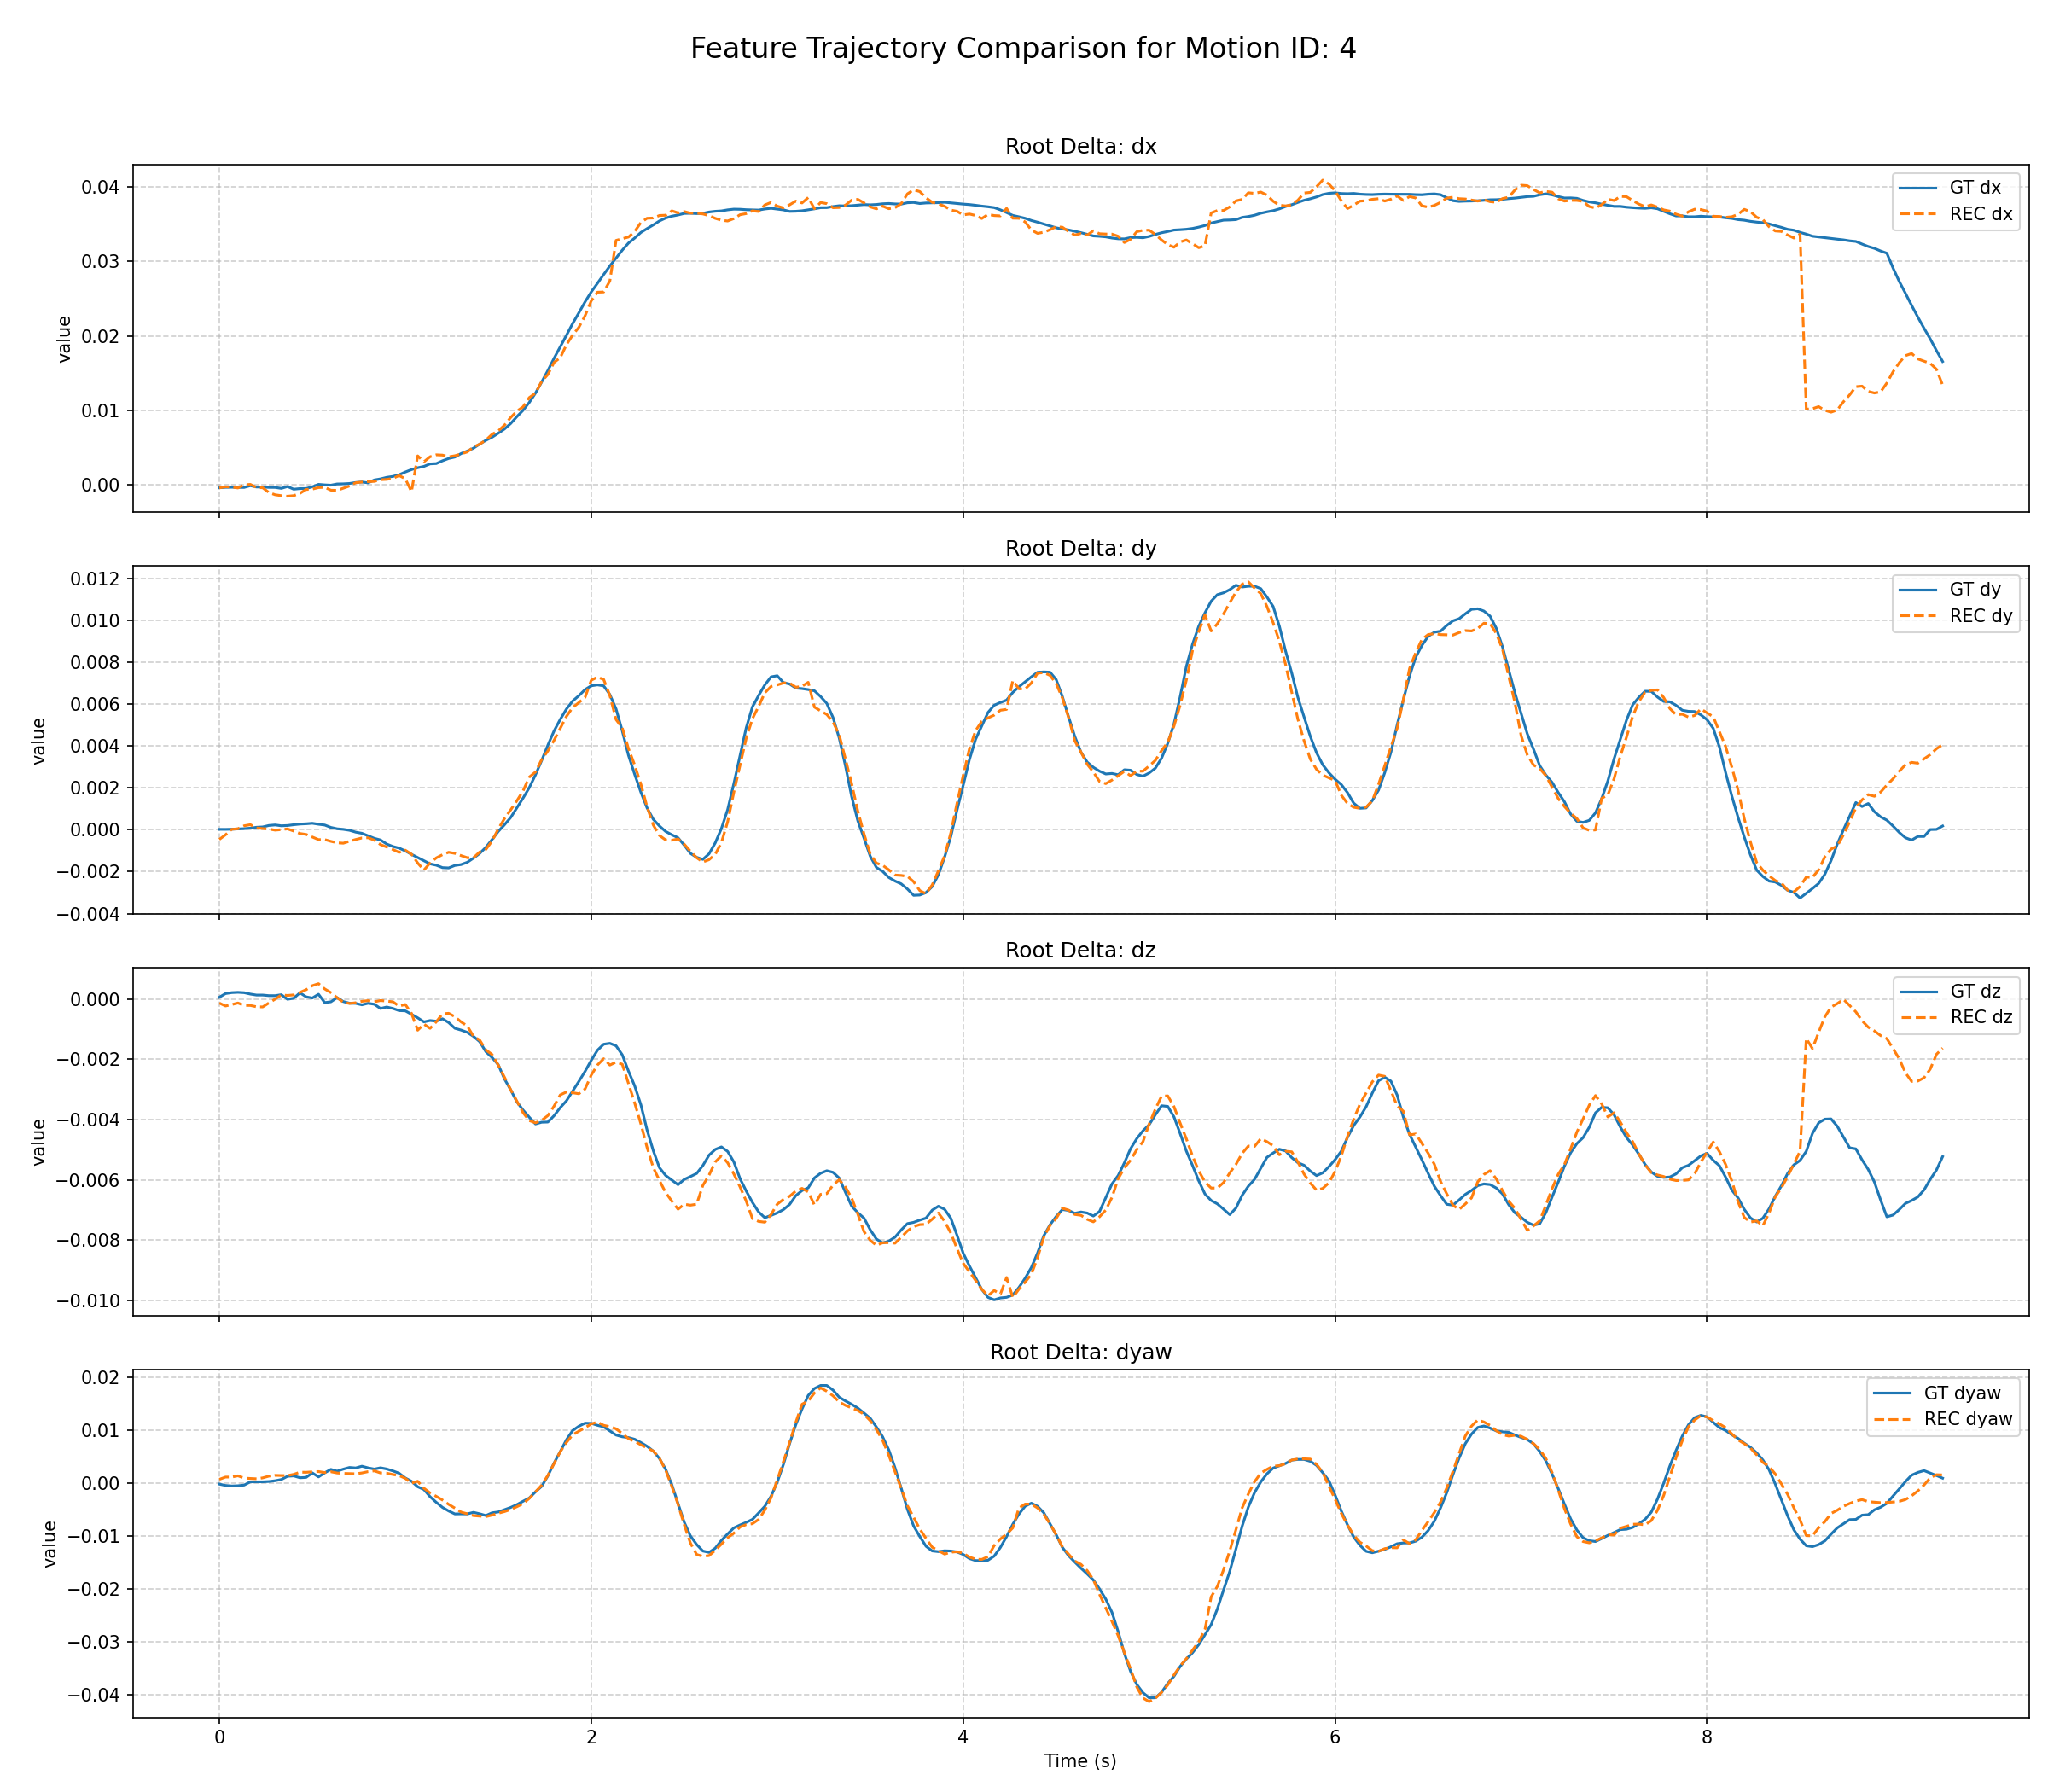 Feature Trajectory Comparison for Motion ID: 4
Root Delta: dx
0.04
0.03
0.02
0.01
0.00
value
GT dx
REC dx
Root Delta: dy
0.012
0.010
0.008
0.006
0.004
0.002
0.000
−0.002
−0.004
value
GT dy
REC dy
Root Delta: dz
0.000
−0.002
−0.004
−0.006
−0.008
−0.010
value
GT dz
REC dz
Root Delta: dyaw
0.02
0.01
0.00
−0.01
−0.02
−0.03
−0.04
value
GT dyaw
REC dyaw
0 2 4 6 8
Time (s)